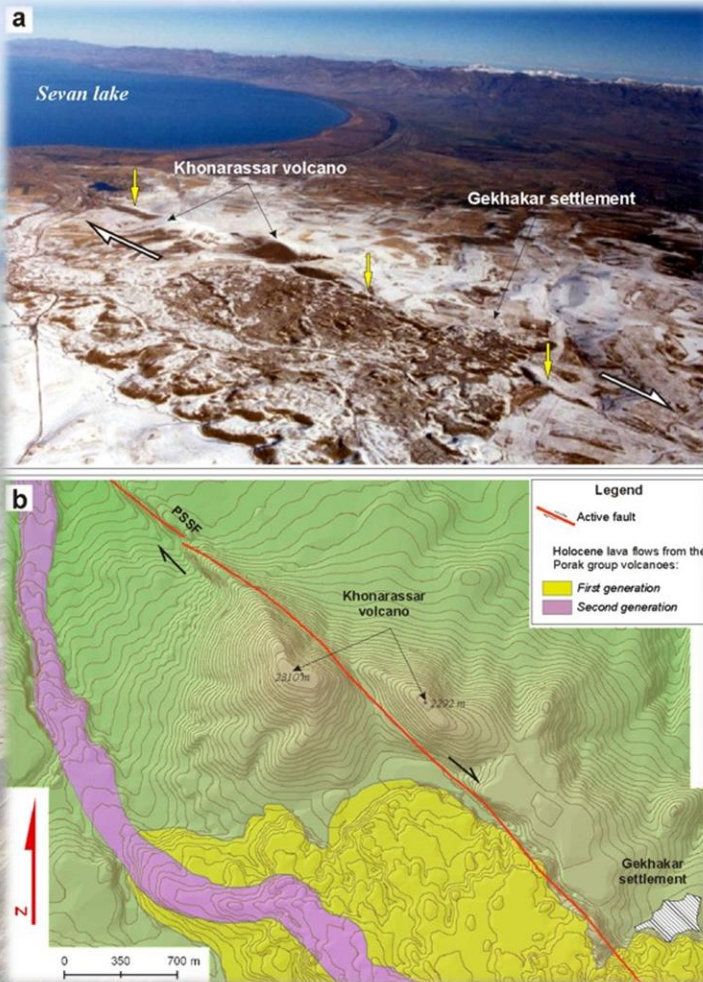 a
Sevan lake
Khonarassar volcano
Gekhakar settlement
b
PSSF
Khonarassar
volcano
2310 m
2292 m
Legend
Active fault
Holocene lava flows from the
Porak group volcanoes:
First generation
Second generation
Gekhakar
settlement
N
0 350 700 m